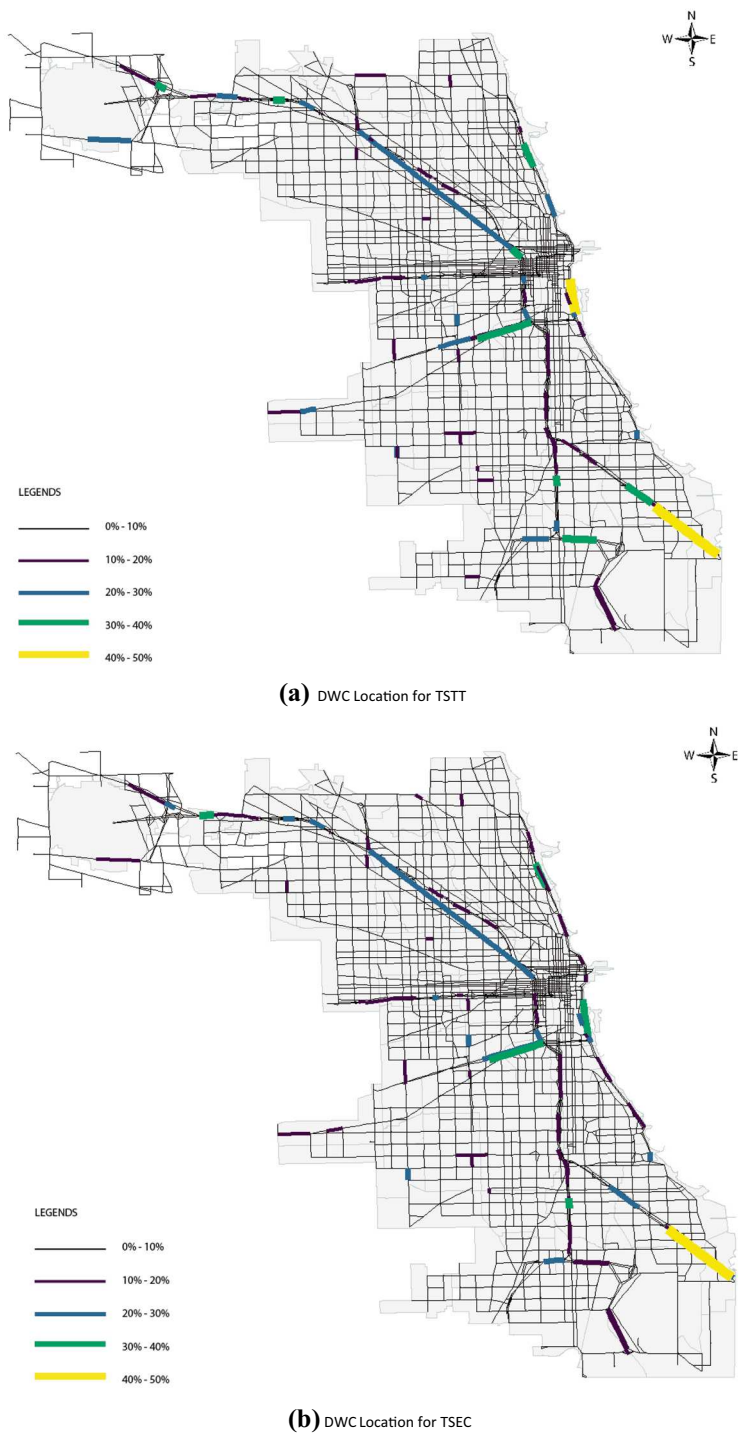 N
W E
S
LEGENDS
0% - 10%
10% - 20%
20% - 30%
30% - 40%
40% - 50%
(a) DWC Location for TSTT
N
W E
S
LEGENDS
0% - 10%
10% - 20%
20% - 30%
30% - 40%
40% - 50%
(b) DWC Location for TSEC